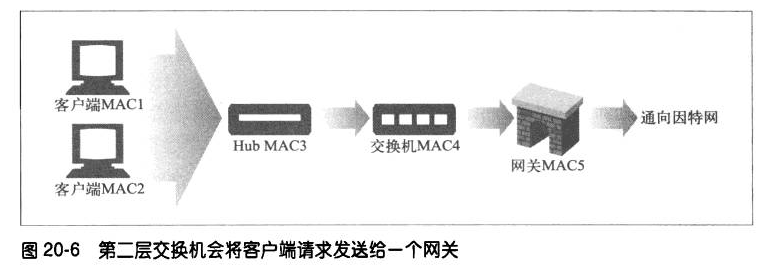 客户端MAC1
客户端MAC2
Hub MAC3
交换机MAC4
网关MAC5
通向因特网
图 20-6 第二层交换机会将客户端请求发送给一个网关